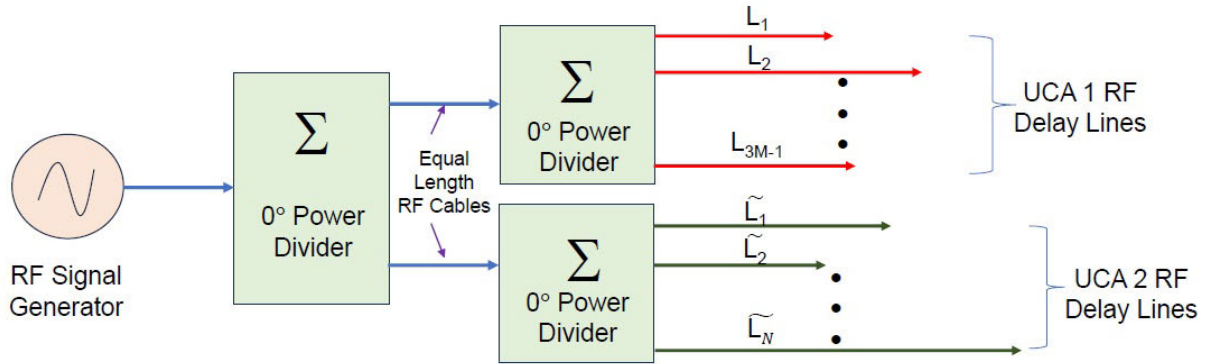 RF Signal
Generator
Σ
0° Power
Divider
Equal
Length
RF Cables
Σ
0° Power
Divider
L₁
L₂
L₃M-1
UCA 1 RF
Delay Lines
Σ
0° Power
Divider
L̃₁
L̃₂
L̃_N
UCA 2 RF
Delay Lines